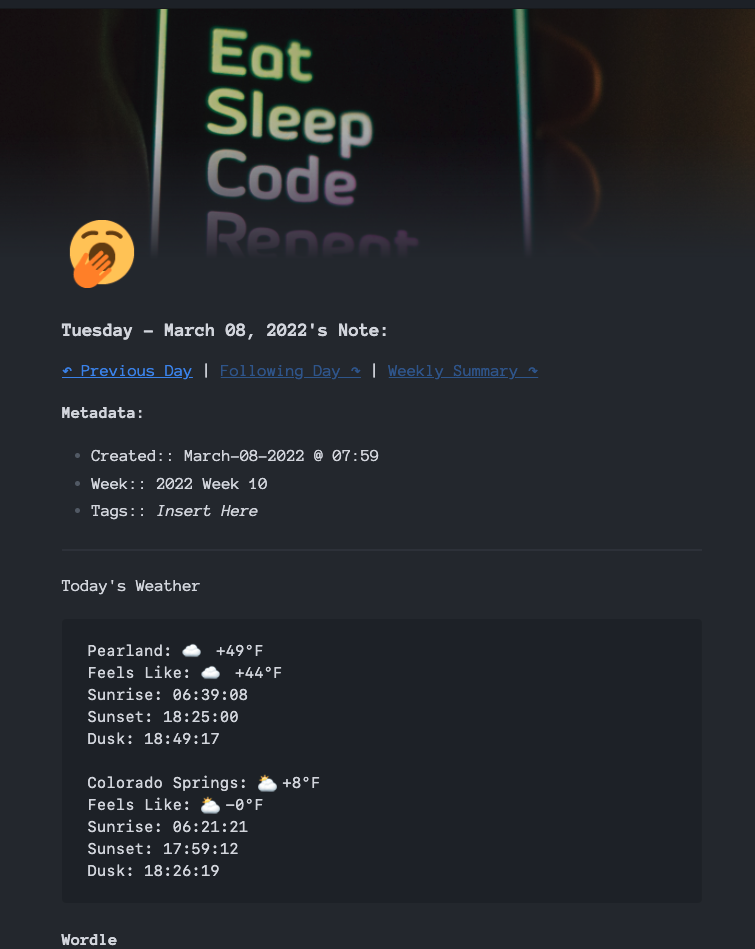 Eat
Sleep
Code
Repeat
Tuesday - March 08, 2022's Note:
↶ Previous Day | Following Day ↷ | Weekly Summary ↷
Metadata:
Created:: March-08-2022 @ 07:59
Week:: 2022 Week 10
Tags:: Insert Here
Today's Weather
Pearland: ☁️ +49°F
Feels Like: ☁️ +44°F
Sunrise: 06:39:08
Sunset: 18:25:00
Dusk: 18:49:17
Colorado Springs: 🌥️ +8°F
Feels Like: 🌥️ -0°F
Sunrise: 06:21:21
Sunset: 17:59:12
Dusk: 18:26:19
Wordle